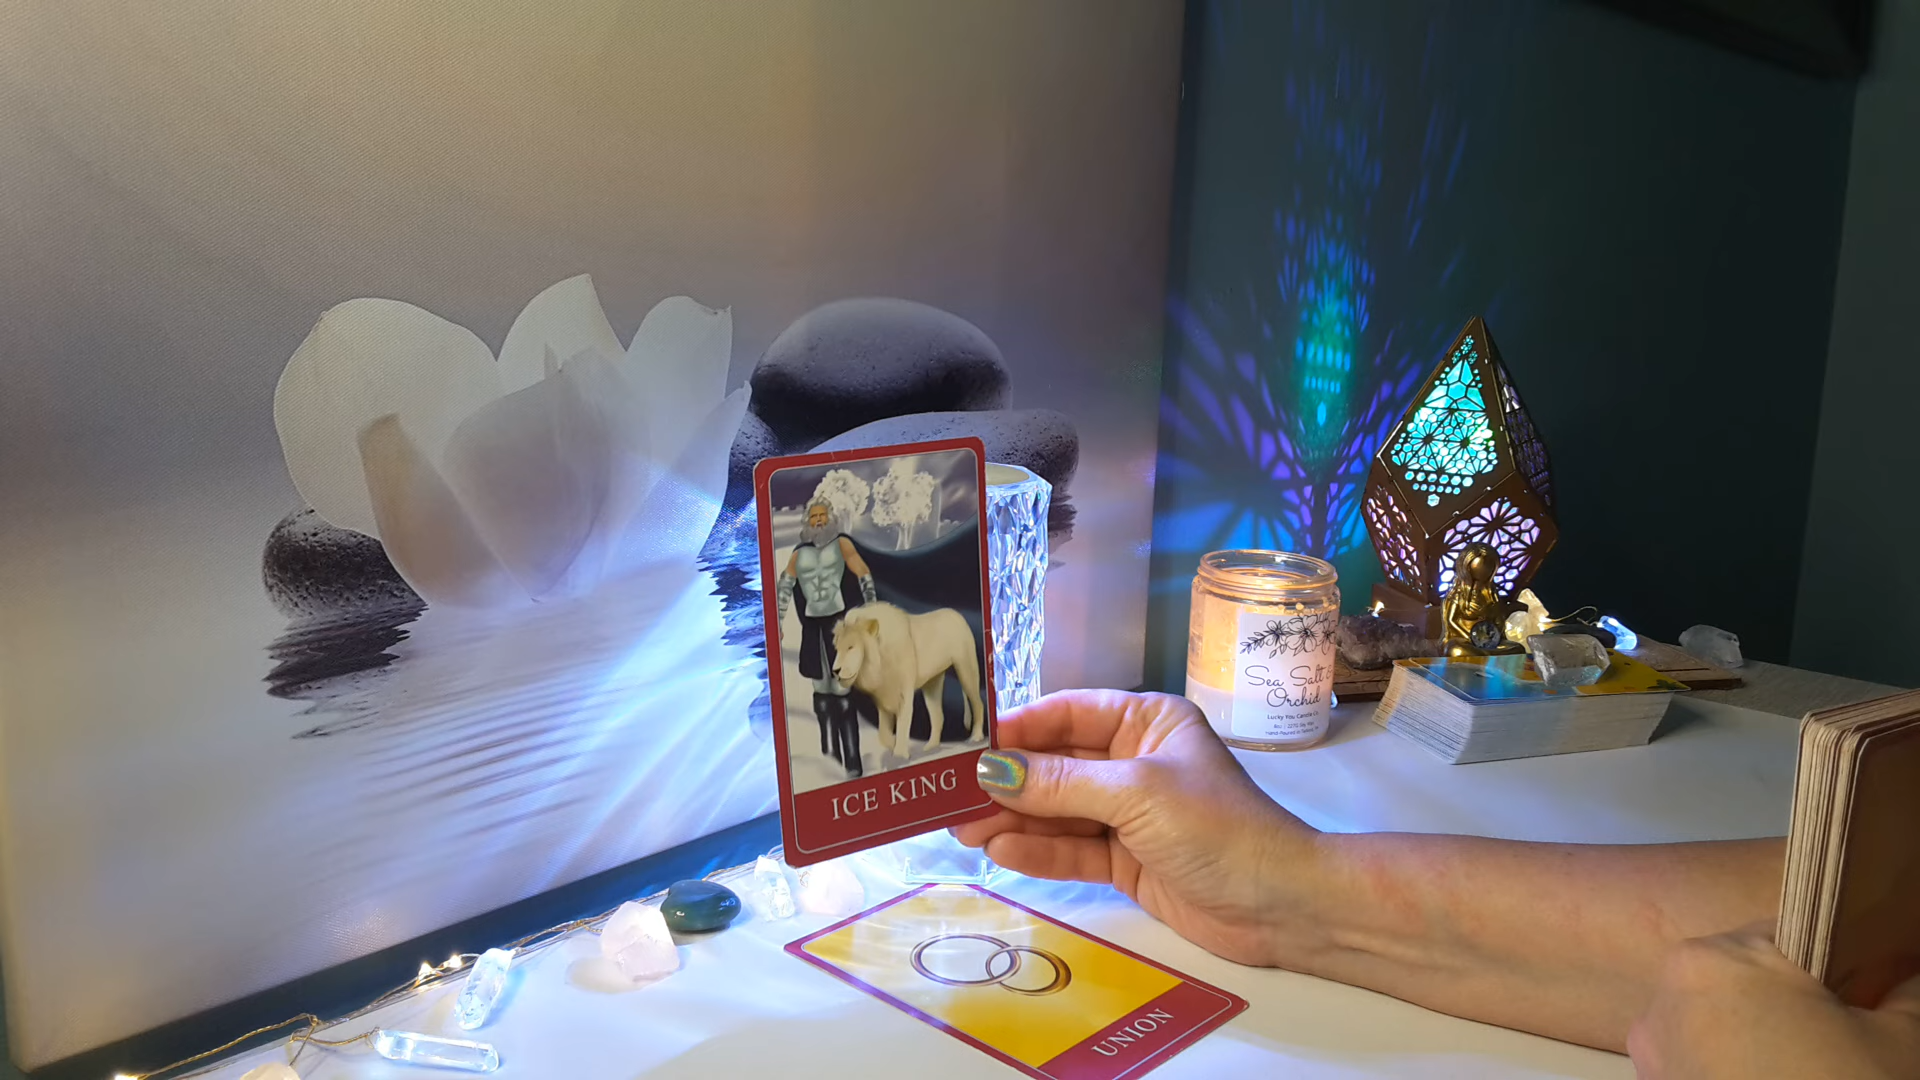 ICE KING
Sea Salt &
Orchid
Lucky You Candle Co.
UNION